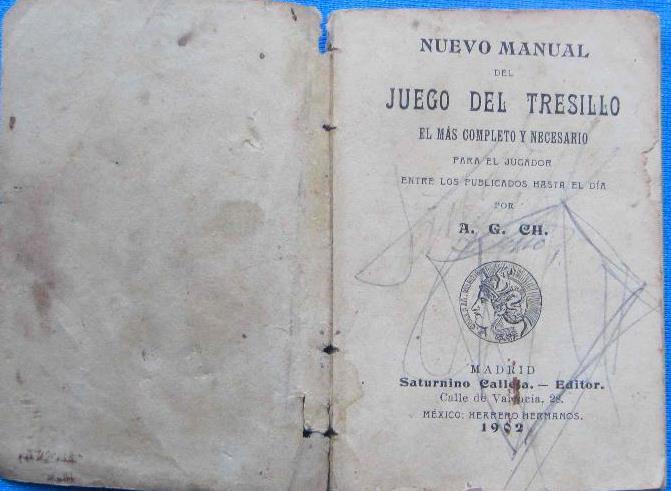 NUEVO MANUAL
DEL
JUEGO DEL TRESILLO
EL MÁS COMPLETO Y NECESARIO
PARA EL JUGADOR
ENTRE LOS PUBLICADOS HASTA EL DÍA
POR
A. G. CH.
MADRID
Saturnino Calleja. — Editor.
Calle de Valencia, 28.
MÉXICO: HERRERO HERMANOS.
1902